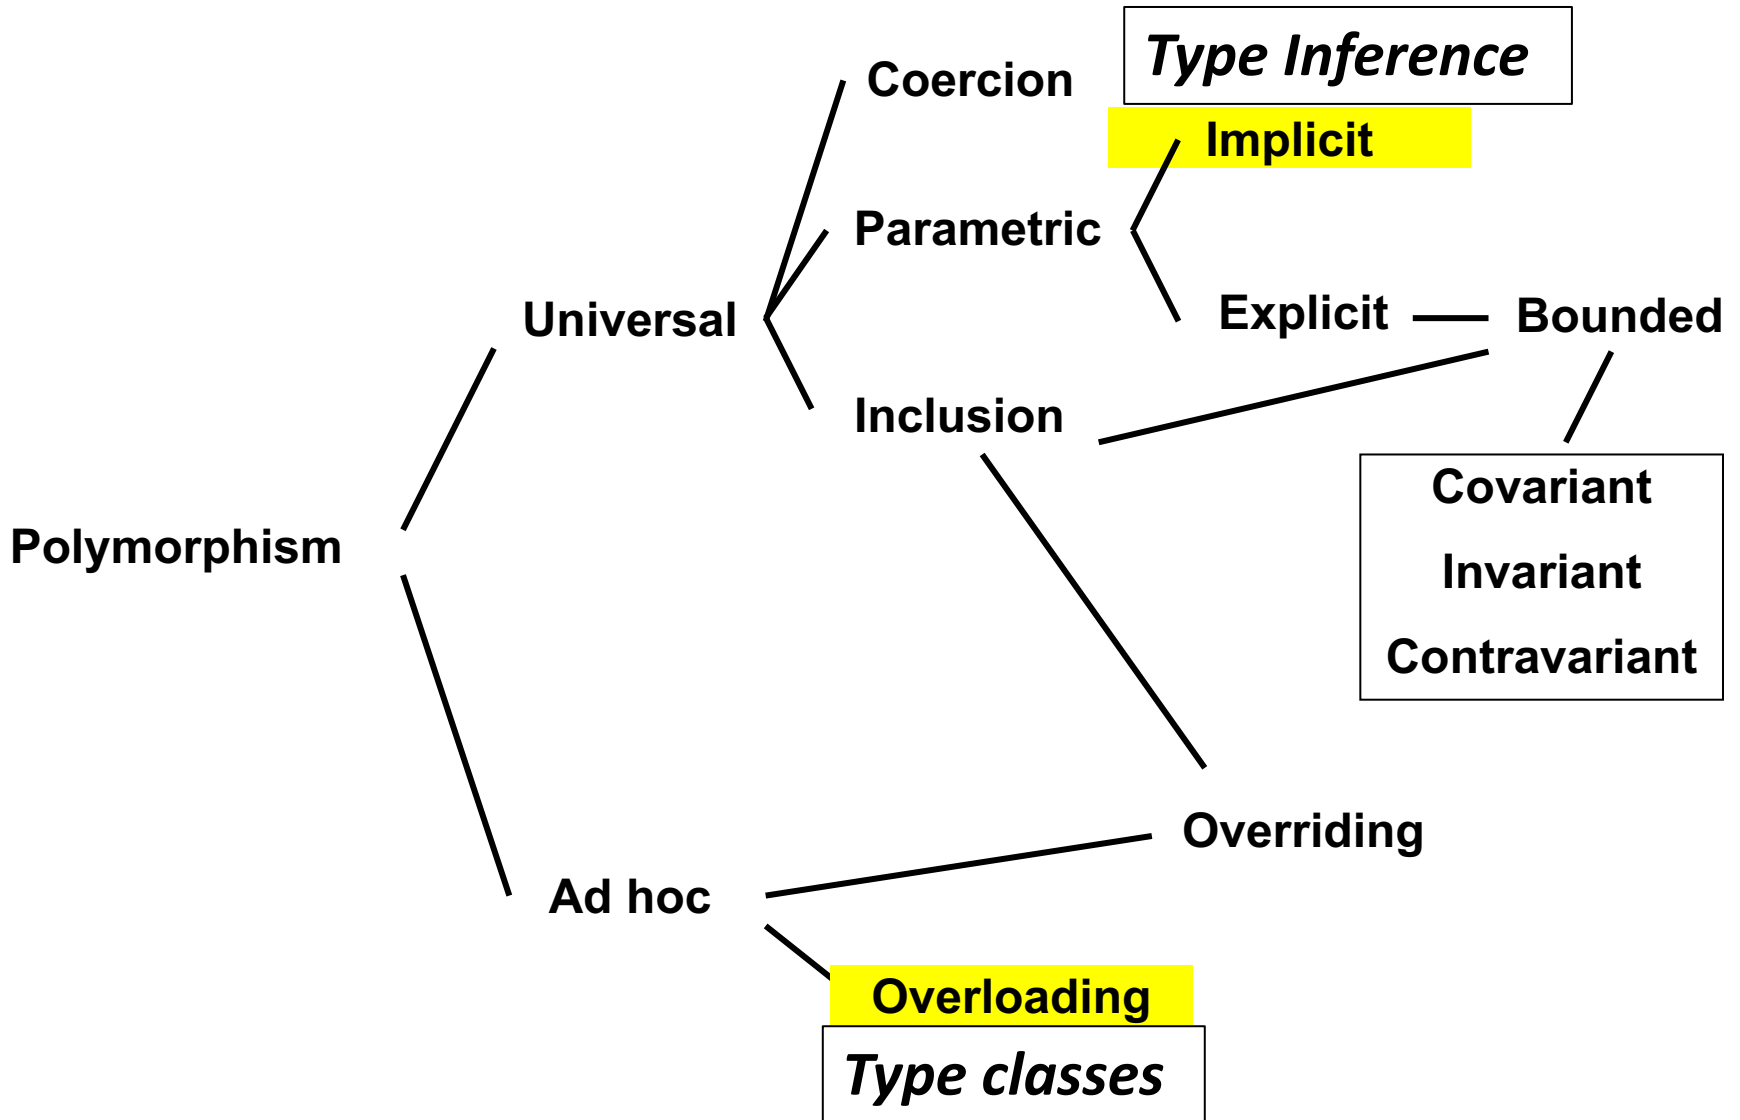 Type Inference
Coercion
Implicit
Parametric
Universal
Explicit
Bounded
Inclusion
Covariant
Invariant
Contravariant
Polymorphism
Overriding
Ad hoc
Overloading
Type classes